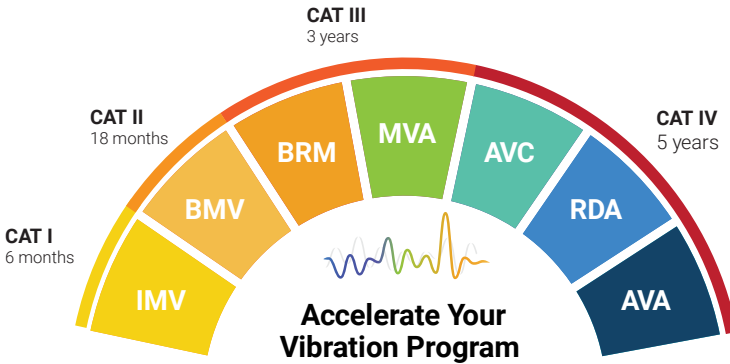 CAT I
6 months
CAT II
18 months
CAT III
3 years
CAT IV
5 years
IMV
BMV
BRM
MVA
AVC
RDA
AVA
Accelerate Your
Vibration Program